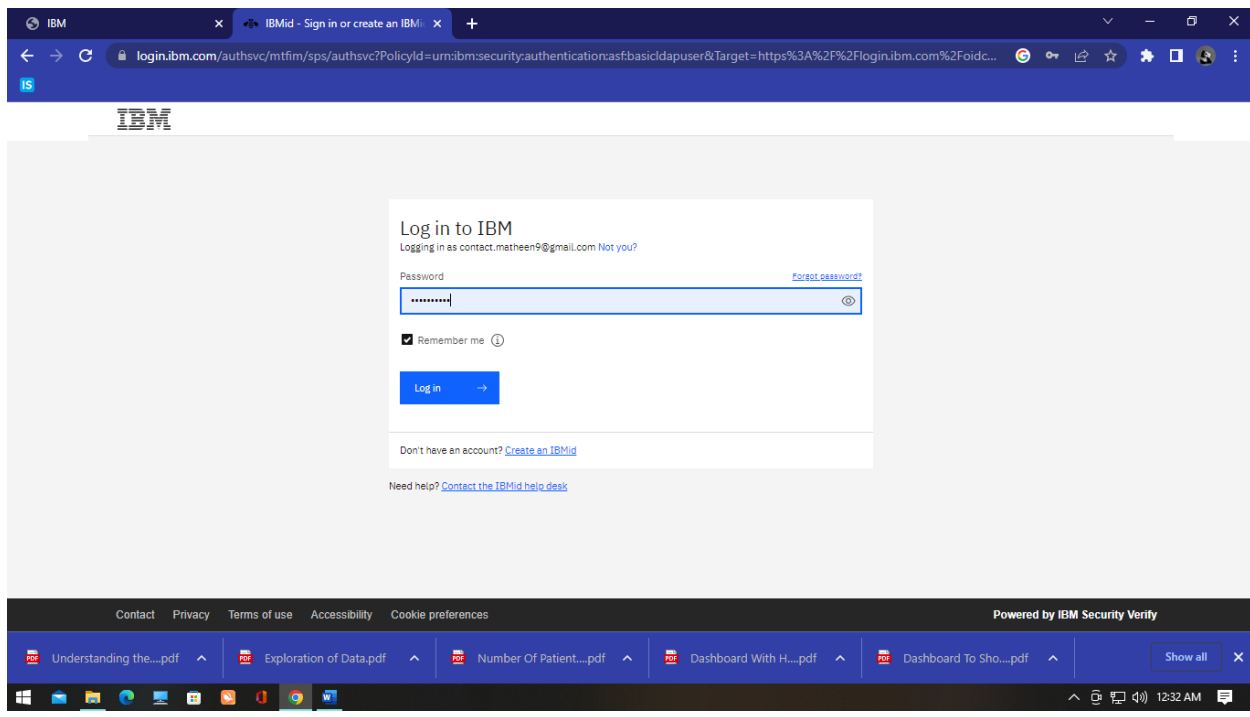 IBM
IBMid - Sign in or create an IBMi
login.ibm.com/authsvc/mtfim/sps/authsvc?PolicyId=urn:ibm:security:authentication:asf:basicldapuser&Target=https%3A%2F%2Flogin.ibm.com%2Foidc...
IS
IBM
Log in to IBM
Logging in as contact.matheen9@gmail.com Not you?
Password Forgot password?
••••••••••
Remember me
Log in →
Don't have an account? Create an IBMid
Need help? Contact the IBMid help desk
Contact Privacy Terms of use Accessibility Cookie preferences Powered by IBM Security Verify
Understanding the....pdf Exploration of Data.pdf Number Of Patient....pdf Dashboard With H....pdf Dashboard To Sho....pdf Show all
12:32 AM